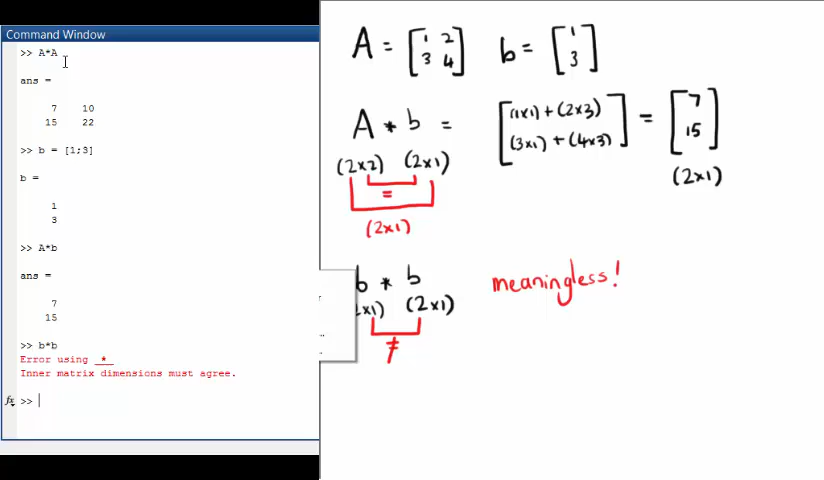 Command Window
>> A*A
ans =
7 10
15 22
>> b = [1;3]
b =
1
3
>> A*b
ans =
7
15
>> b*b
Error using *
Inner matrix dimensions must agree.
fx >>
A = [1 2
3 4] b = [1
3]
A * b = [(1x1) + (2x3)
(3x1) + (4x3)] = [7
15]
(2x2) (2x1) (2x1)
=
(2x1)
b * b meaningless!
2x1) (2x1)
≠